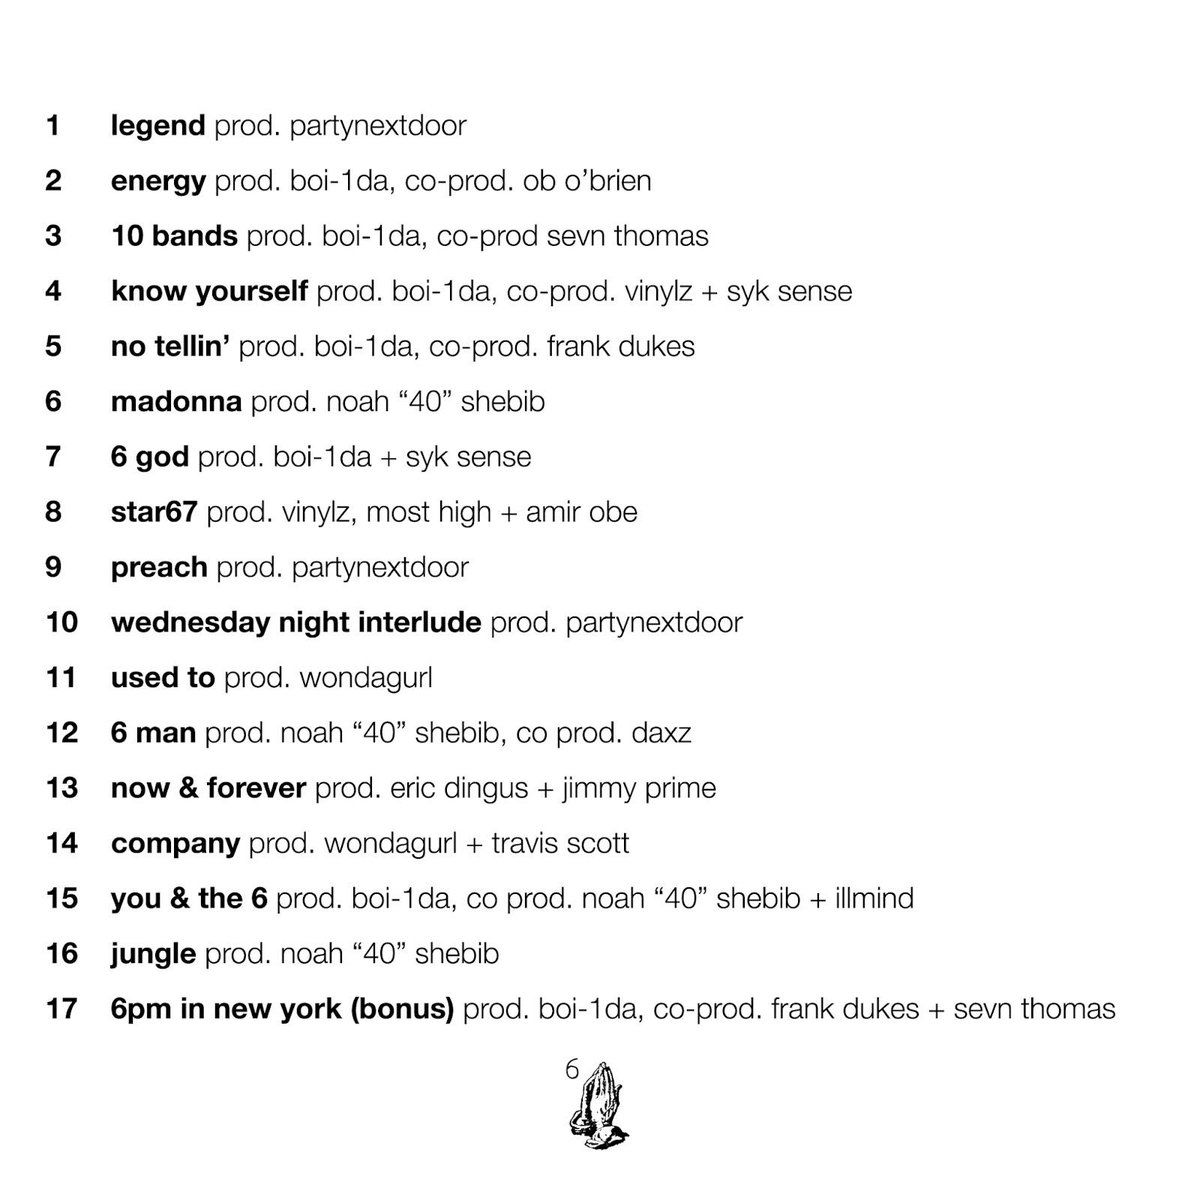 1 legend prod. partynextdoor
2 energy prod. boi-1da, co-prod. ob o’brien
3 10 bands prod. boi-1da, co-prod sevn thomas
4 know yourself prod. boi-1da, co-prod. vinylz + syk sense
5 no tellin’ prod. boi-1da, co-prod. frank dukes
6 madonna prod. noah “40” shebib
7 6 god prod. boi-1da + syk sense
8 star67 prod. vinylz, most high + amir obe
9 preach prod. partynextdoor
10 wednesday night interlude prod. partynextdoor
11 used to prod. wondagurl
12 6 man prod. noah “40” shebib, co prod. daxz
13 now & forever prod. eric dingus + jimmy prime
14 company prod. wondagurl + travis scott
15 you & the 6 prod. boi-1da, co prod. noah “40” shebib + illmind
16 jungle prod. noah “40” shebib
17 6pm in new york (bonus) prod. boi-1da, co-prod. frank dukes + sevn thomas
6